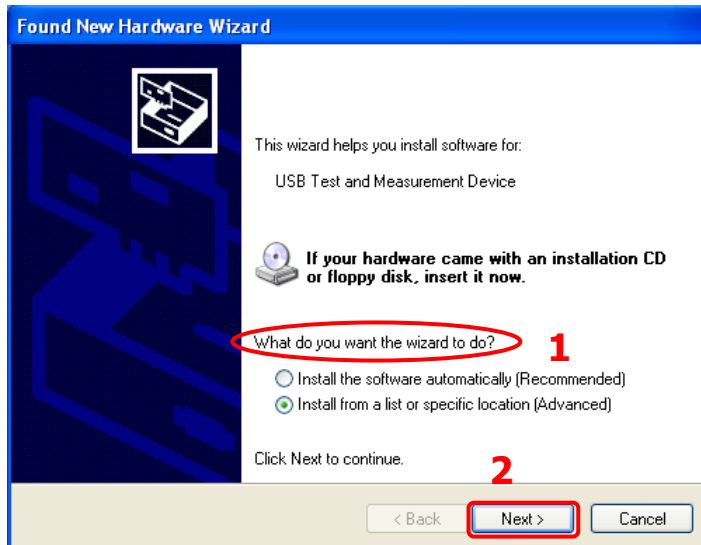 Found New Hardware Wizard
This wizard helps you install software for:
USB Test and Measurement Device
If your hardware came with an installation CD
or floppy disk, insert it now.
What do you want the wizard to do?
1
Install the software automatically (Recommended)
Install from a list or specific location (Advanced)
Click Next to continue.
2
< Back Next > Cancel